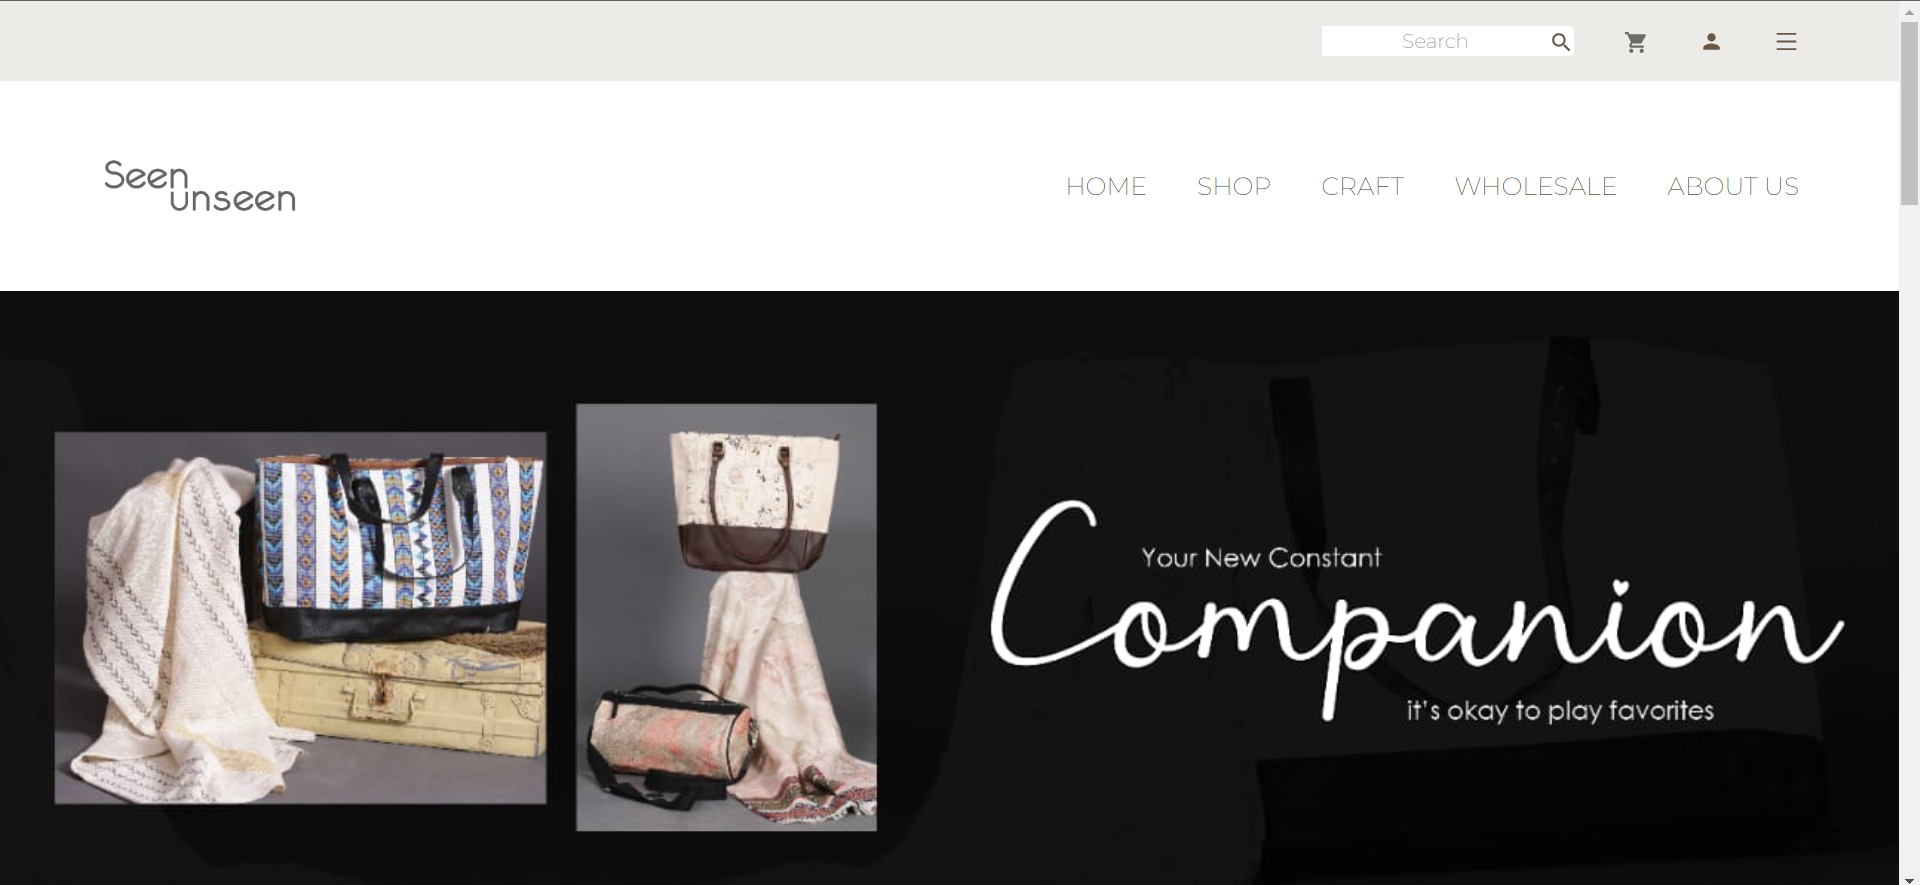 Search
Seen
unseen
HOME SHOP CRAFT WHOLESALE ABOUT US
Your New Constant
Companion
it's okay to play favorites